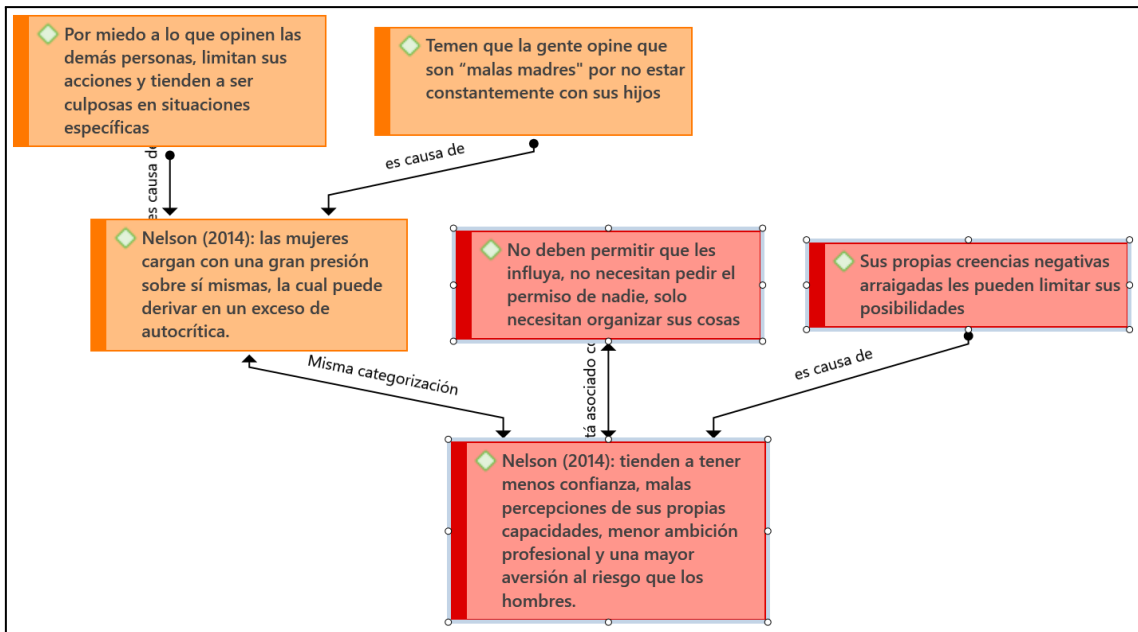 Por miedo a lo que opinen las
demás personas, limitan sus
acciones y tienden a ser
culposas en situaciones
específicas
Temen que la gente opine que
son “malas madres" por no estar
constantemente con sus hijos
es causa de
es causa de
Nelson (2014): las mujeres
cargan con una gran presión
sobre sí mismas, la cual puede
derivar en un exceso de
autocrítica.
No deben permitir que les
influya, no necesitan pedir el
permiso de nadie, solo
necesitan organizar sus cosas
Sus propias creencias negativas
arraigadas les pueden limitar sus
posibilidades
Misma categorización
asociado
es causa de
Nelson (2014): tienden a tener
menos confianza, malas
percepciones de sus propias
capacidades, menor ambición
profesional y una mayor
aversión al riesgo que los
hombres.